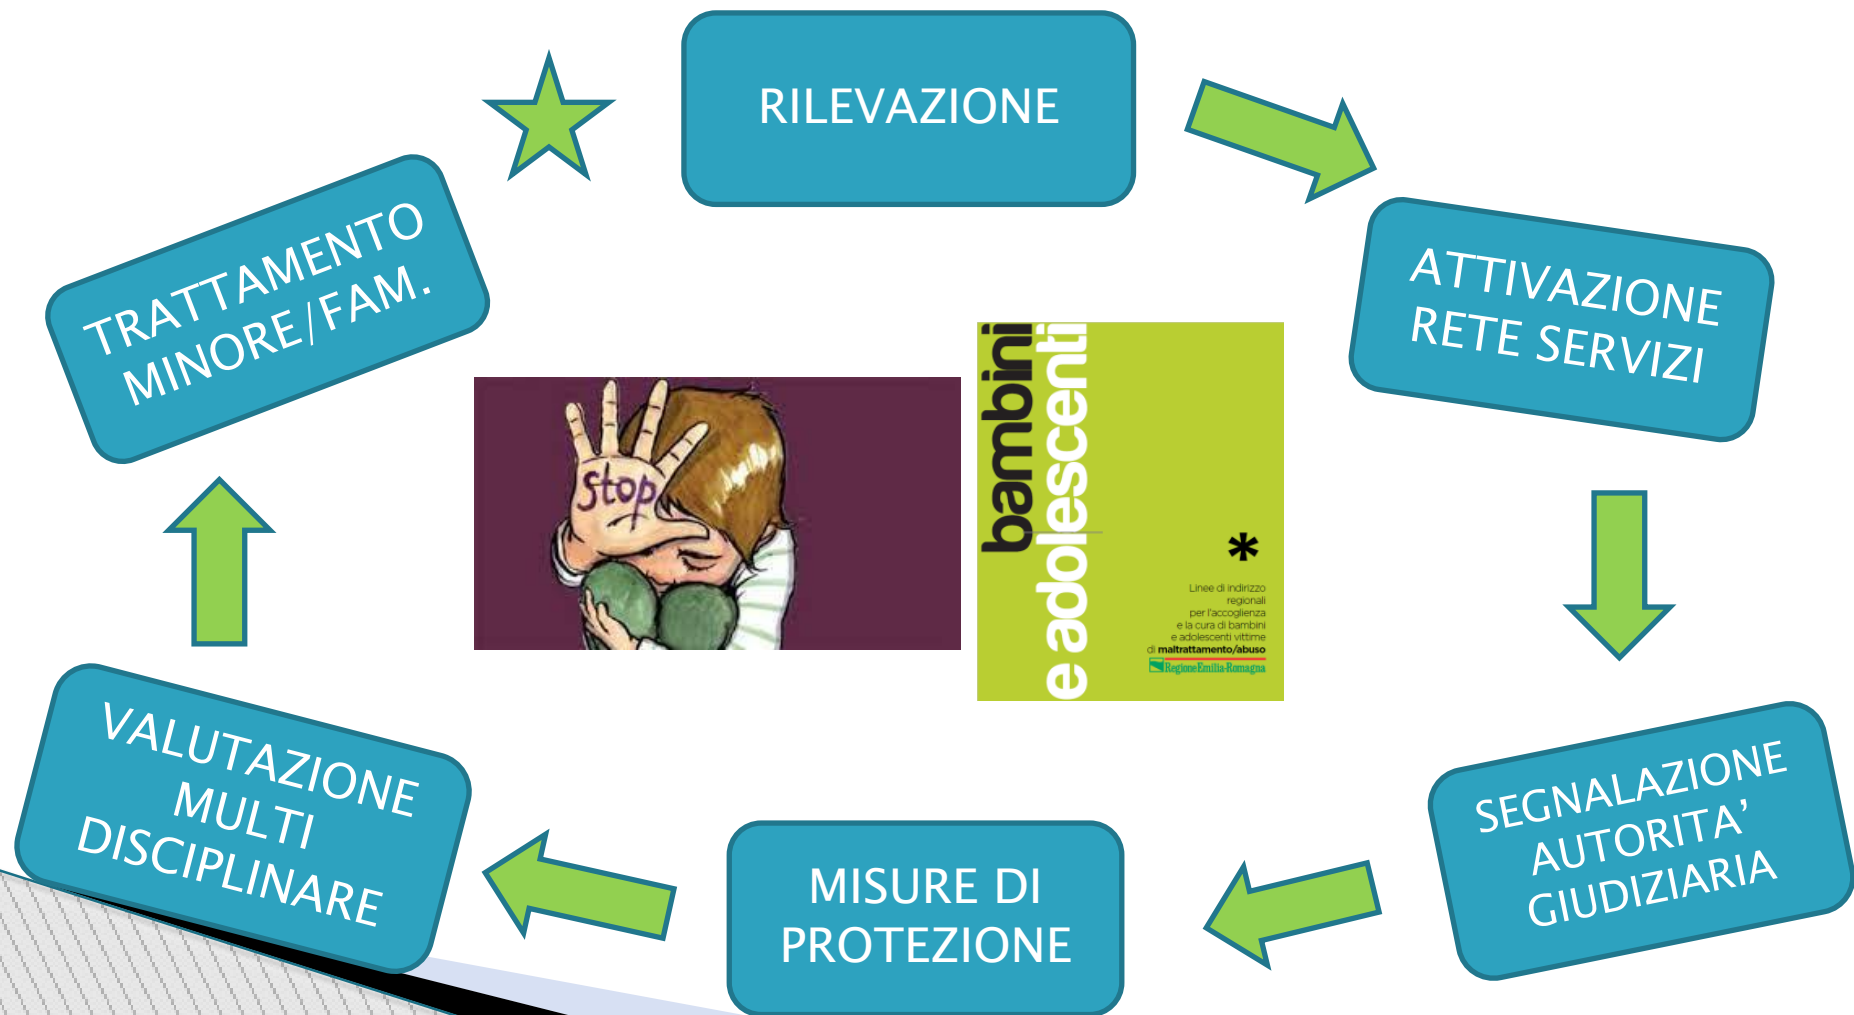 RILEVAZIONE
ATTIVAZIONE
RETE SERVIZI
SEGNALAZIONE
AUTORITA’
GIUDIZIARIA
MISURE DI
PROTEZIONE
VALUTAZIONE
MULTI
DISCIPLINARE
TRATTAMENTO
MINORE/FAM.
stop
bambini
e adolescenti
*
Linee di indirizzo
regionali
per l'accoglienza
e la cura di bambini
e adolescenti vittime
di maltrattamento/abuso
Regione Emilia-Romagna